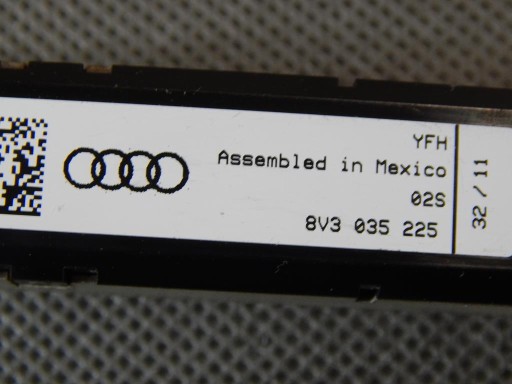 YFH
Assembled in Mexico
02S
8V3 035 225
32/11